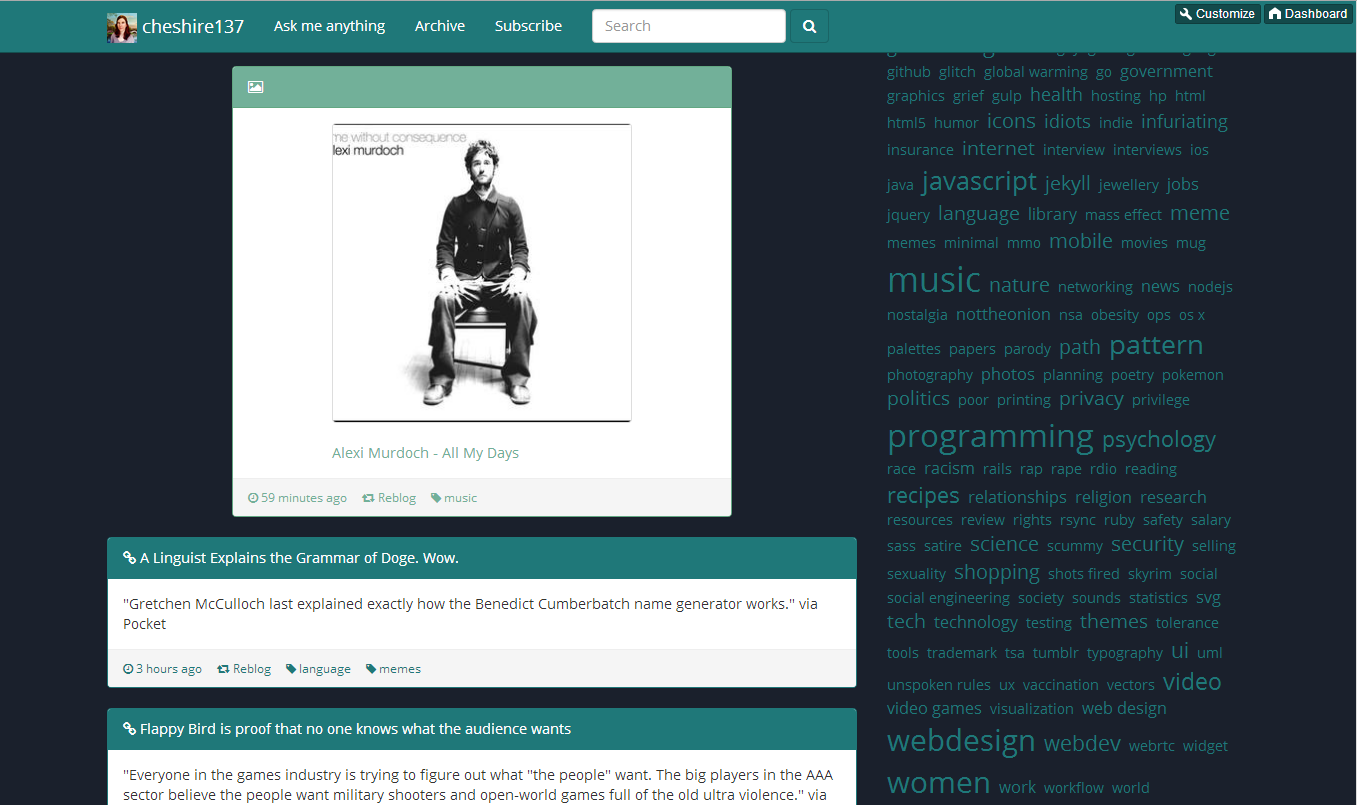 cheshire137 Ask me anything Archive Subscribe Search Customize Dashboard
me without consequence
lexi murdoch
Alexi Murdoch - All My Days
59 minutes ago Reblog music
A Linguist Explains the Grammar of Doge. Wow.
"Gretchen McCulloch last explained exactly how the Benedict Cumberbatch name generator works." via
Pocket
3 hours ago Reblog language memes
Flappy Bird is proof that no one knows what the audience wants
"Everyone in the games industry is trying to figure out what "the people" want. The big players in the AAA
sector believe the people want military shooters and open-world games full of the old ultra violence." via
github glitch global warming go government
graphics grief gulp health hosting hp html
html5 humor icons idiots indie infuriating
insurance internet interview interviews ios
java javascript jekyll jewellery jobs
jquery language library mass effect meme
memes minimal mmo mobile movies mug
music nature networking news nodejs
nostalgia nottheonion nsa obesity ops os x
palettes papers parody path pattern
photography photos planning poetry pokemon
politics poor printing privacy privilege
programming psychology
race racism rails rap rape rdio reading
recipes relationships religion research
resources review rights rsync ruby safety salary
sass satire science scummy security selling
sexuality shopping shots fired skyrim social
social engineering society sounds statistics svg
tech technology testing themes tolerance
tools trademark tsa tumblr typography ui uml
unspoken rules ux vaccination vectors video
video games visualization web design
webdesign webdev webrtc widget
women work workflow world